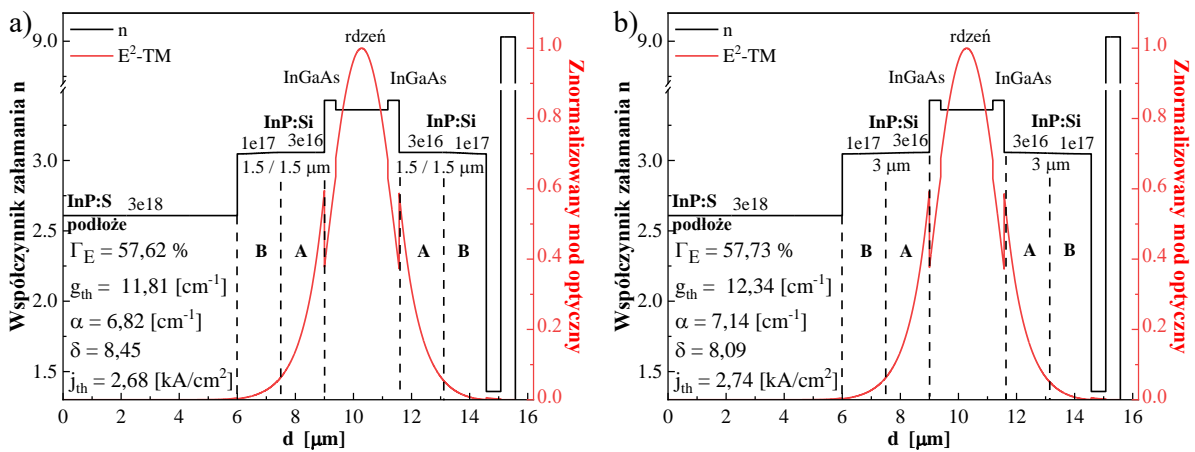 a)
n
E²-TM
rdzeń
InGaAs
InGaAs
InP:Si
InP:Si
1e17
3e16
3e16
1e17
1.5 / 1.5 μm
1.5 / 1.5 μm
InP:S
3e18
podłoże
B
A
A
B
Γ_E = 57,62 %
g_th = 11,81 [cm⁻¹]
α = 6,82 [cm⁻¹]
δ = 8,45
j_th = 2,68 [kA/cm²]
9.0
3.0
2.5
2.0
1.5
Współczynnik załamania n
0 2 4 6 8 10 12 14 16
d [μm]
1.0
0.8
0.6
0.4
0.2
0.0
Znormalizowany mod optyczny
b)
n
E²-TM
rdzeń
InGaAs
InGaAs
InP:Si
InP:Si
1e17
3e16
3e16
1e17
3 μm
3 μm
InP:S
3e18
podłoże
B
A
A
B
Γ_E = 57,73 %
g_th = 12,34 [cm⁻¹]
α = 7,14 [cm⁻¹]
δ = 8,09
j_th = 2,74 [kA/cm²]
9.0
3.0
2.5
2.0
1.5
Współczynnik załamania n
0 2 4 6 8 10 12 14 16
d [μm]
1.0
0.8
0.6
0.4
0.2
0.0
Znormalizowany mod optyczny